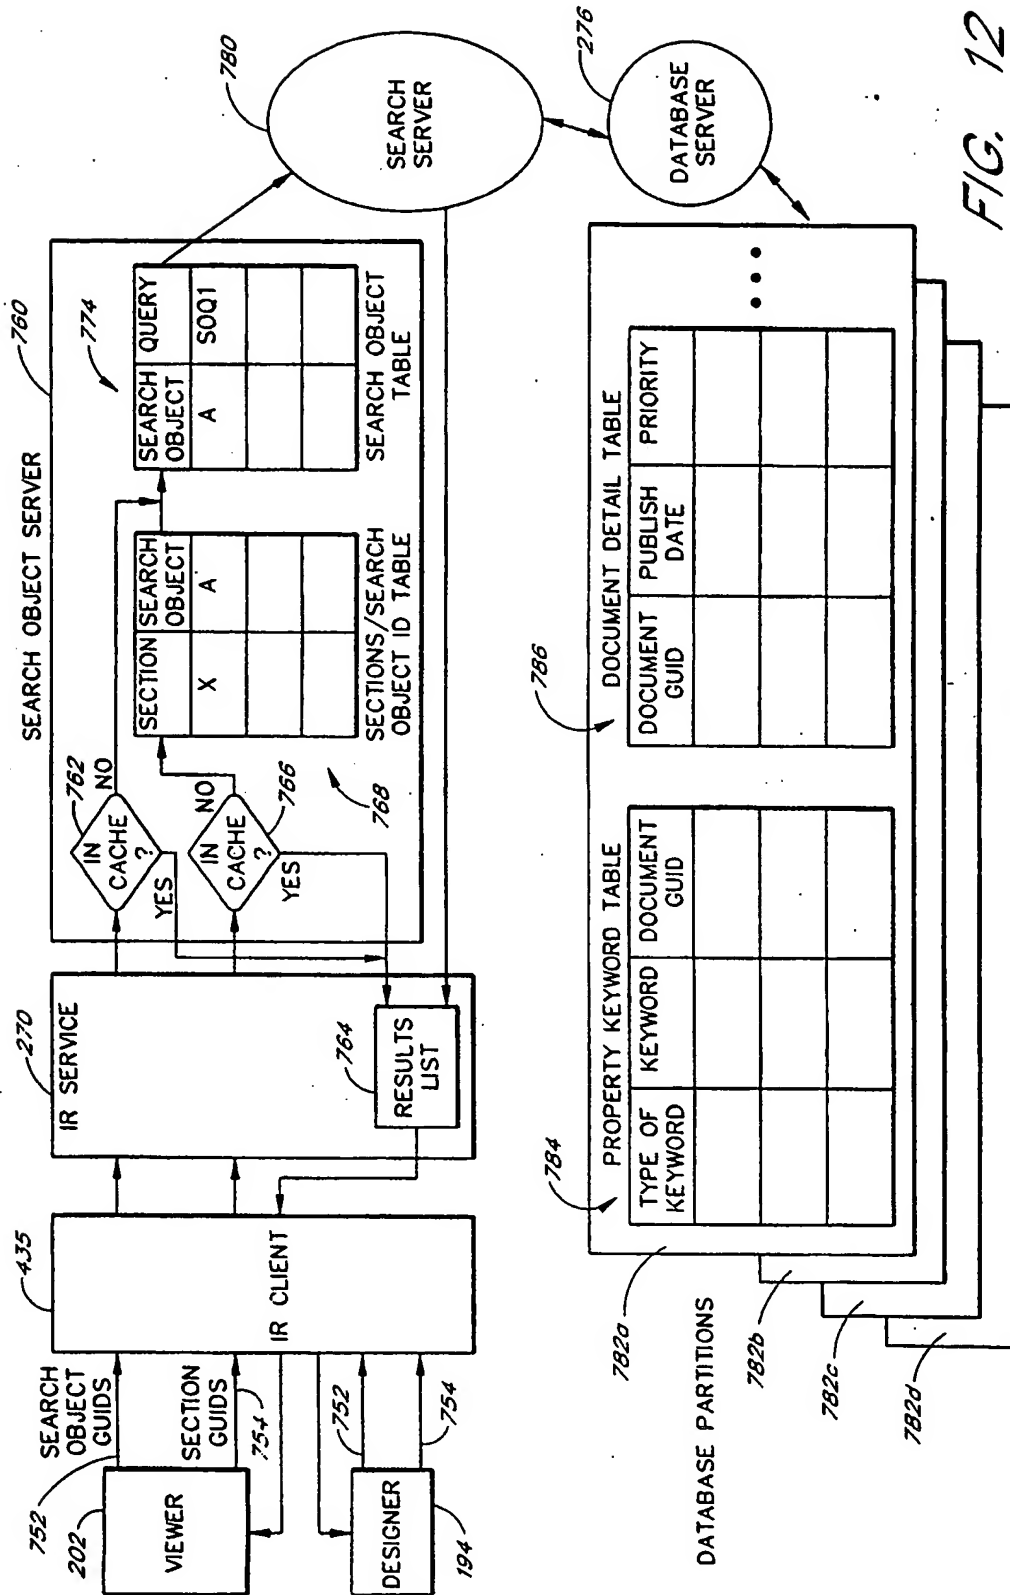 SEARCH OBJECT SERVER
760
780
774
SEARCH
OBJECT
QUERY
A
SOQ1
SEARCH OBJECT
TABLE
SECTION
SEARCH
OBJECT
X
A
SECTIONS/SEARCH
OBJECT ID TABLE
768
762
IN
CACHE
?
NO
YES
766
IN
CACHE
?
NO
YES
270
IR SERVICE
764
RESULTS
LIST
435
IR CLIENT
SEARCH
OBJECT
GUIDS
752
SECTION
GUIDS
754
202
VIEWER
752
754
DESIGNER
194
SEARCH
SERVER
276
DATABASE
SERVER
DATABASE PARTITIONS
782a
782b
782c
782d
784
PROPERTY KEYWORD TABLE
TYPE OF
KEYWORD
KEYWORD
DOCUMENT
GUID
786
DOCUMENT DETAIL TABLE
DOCUMENT
GUID
PUBLISH
DATE
PRIORITY
FIG. 12